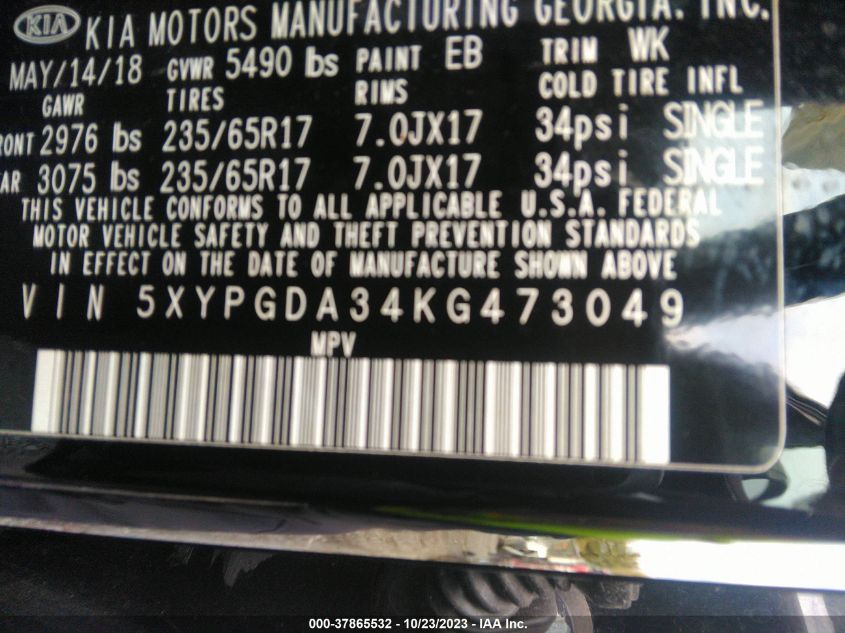 KIA KIA MOTORS MANUFACTURING GEORGIA, INC.
MAY/14/18 GVWR 5490 lbs PAINT EB TRIM WK
GAWR TIRES RIMS COLD TIRE INFL
RONT 2976 lbs 235/65R17 7.0JX17 34psi SINGLE
AR 3075 lbs 235/65R17 7.0JX17 34psi SINGLE
THIS VEHICLE CONFORMS TO ALL APPLICABLE U.S.A. FEDERAL
MOTOR VEHICLE SAFETY AND THEFT PREVENTION STANDARDS
IN EFFECT ON THE DATE OF MANUFACTURE SHOWN ABOVE
VIN 5XYPGDA34KG473049
MPV
000-37865532 - 10/23/2023 - IAA Inc.